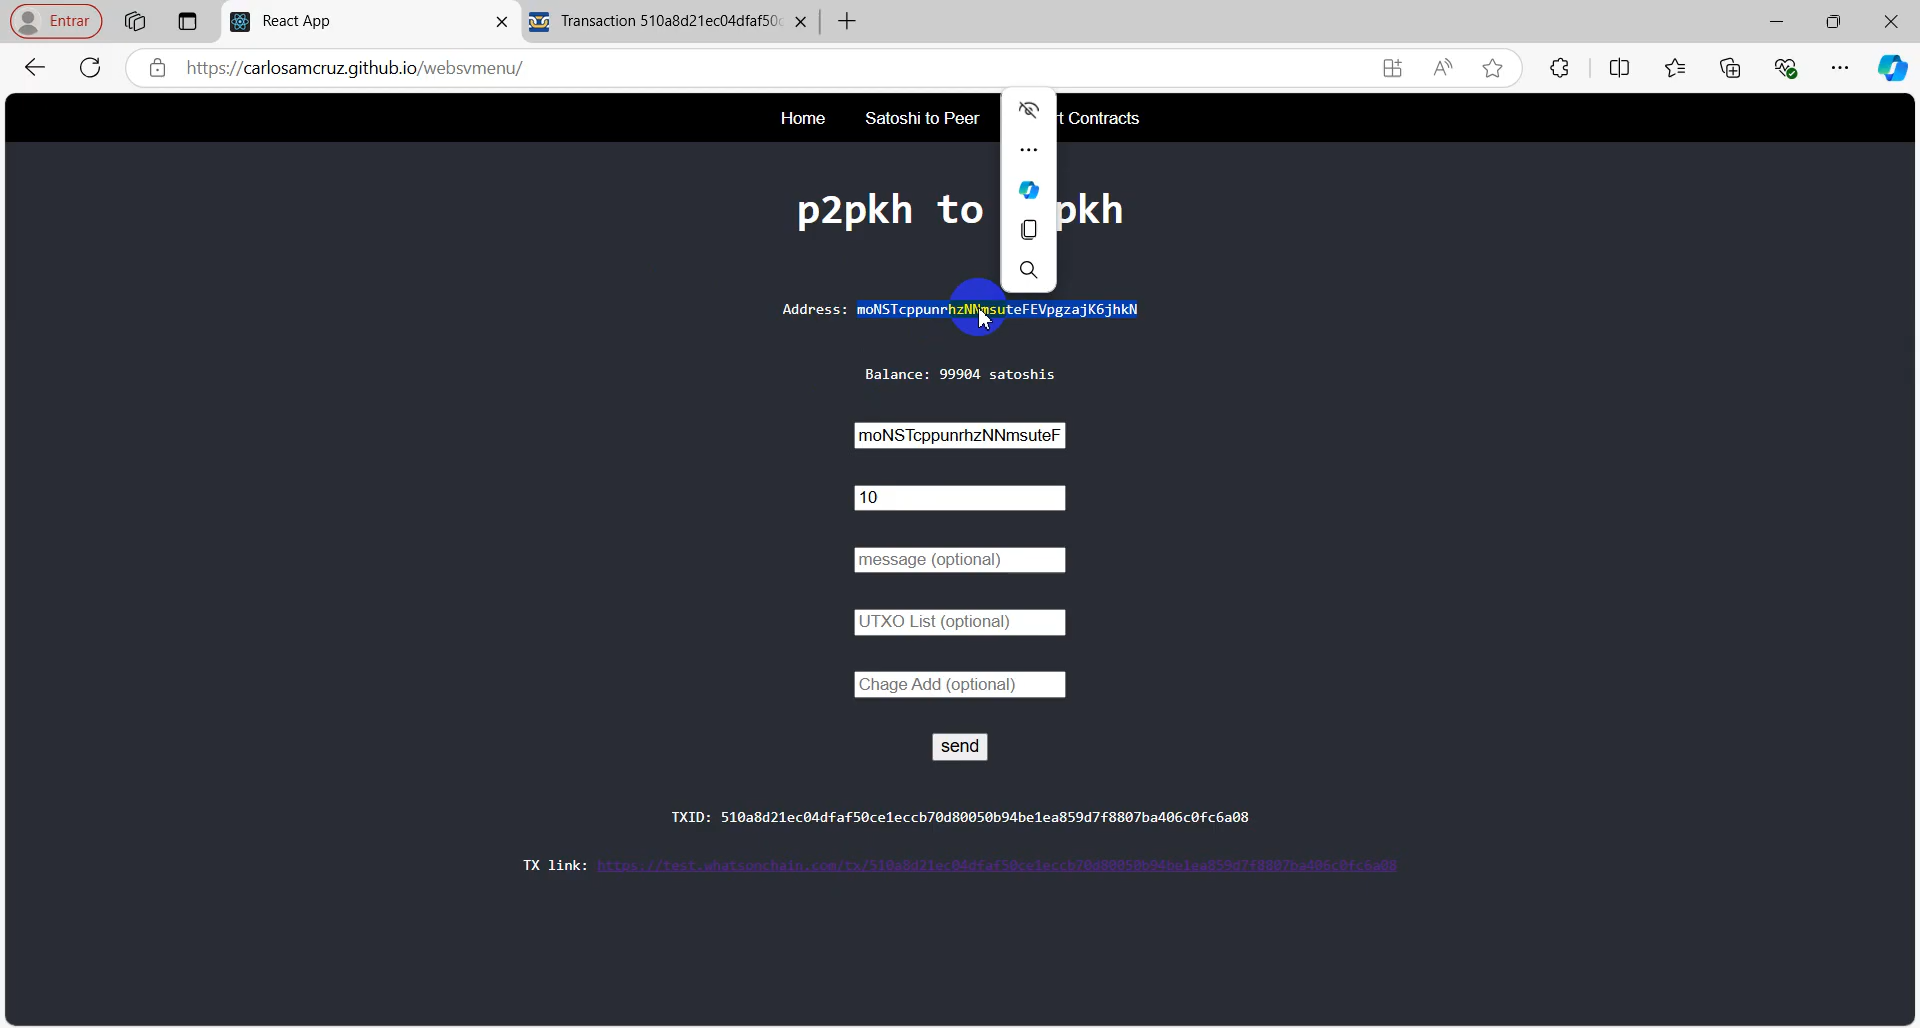 Entrar
React App
Transaction 510a8d21ec04dfaf50c
https://carlosamcruz.github.io/websvmenu/
Home Satoshi to Peer t Contracts
p2pkh to pkh
Address: moNSTcppunrhzNNmsuteFEVpgzajK6jhkN
Balance: 99904 satoshis
moNSTcppunrhzNNmsuteF
10
message (optional)
UTXO List (optional)
Chage Add (optional)
send
TXID: 510a8d21ec04dfaf50ce1eccb70d80050b94be1ea859d7f8807ba406c0fc6a08
TX link: https://test.whatsonchain.com/tx/510a8d21ec04dfaf50ce1eccb70d80050b94be1ea859d7f8807ba406c0fc6a08